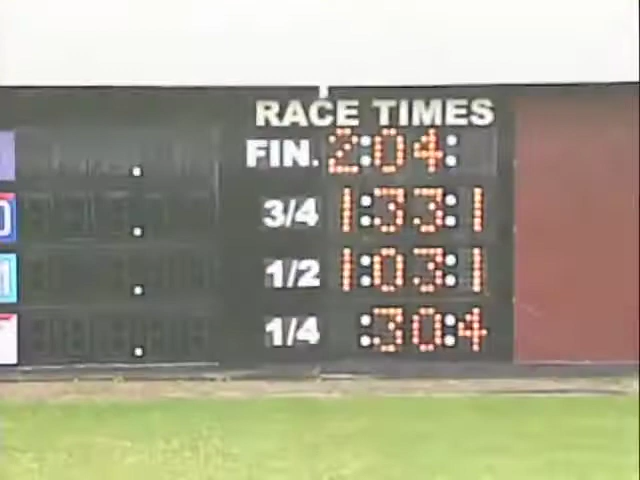 RACE TIMES
FIN. 2:04:
3/4 1:33:1
1/2 1:03:1
1/4 :30:4